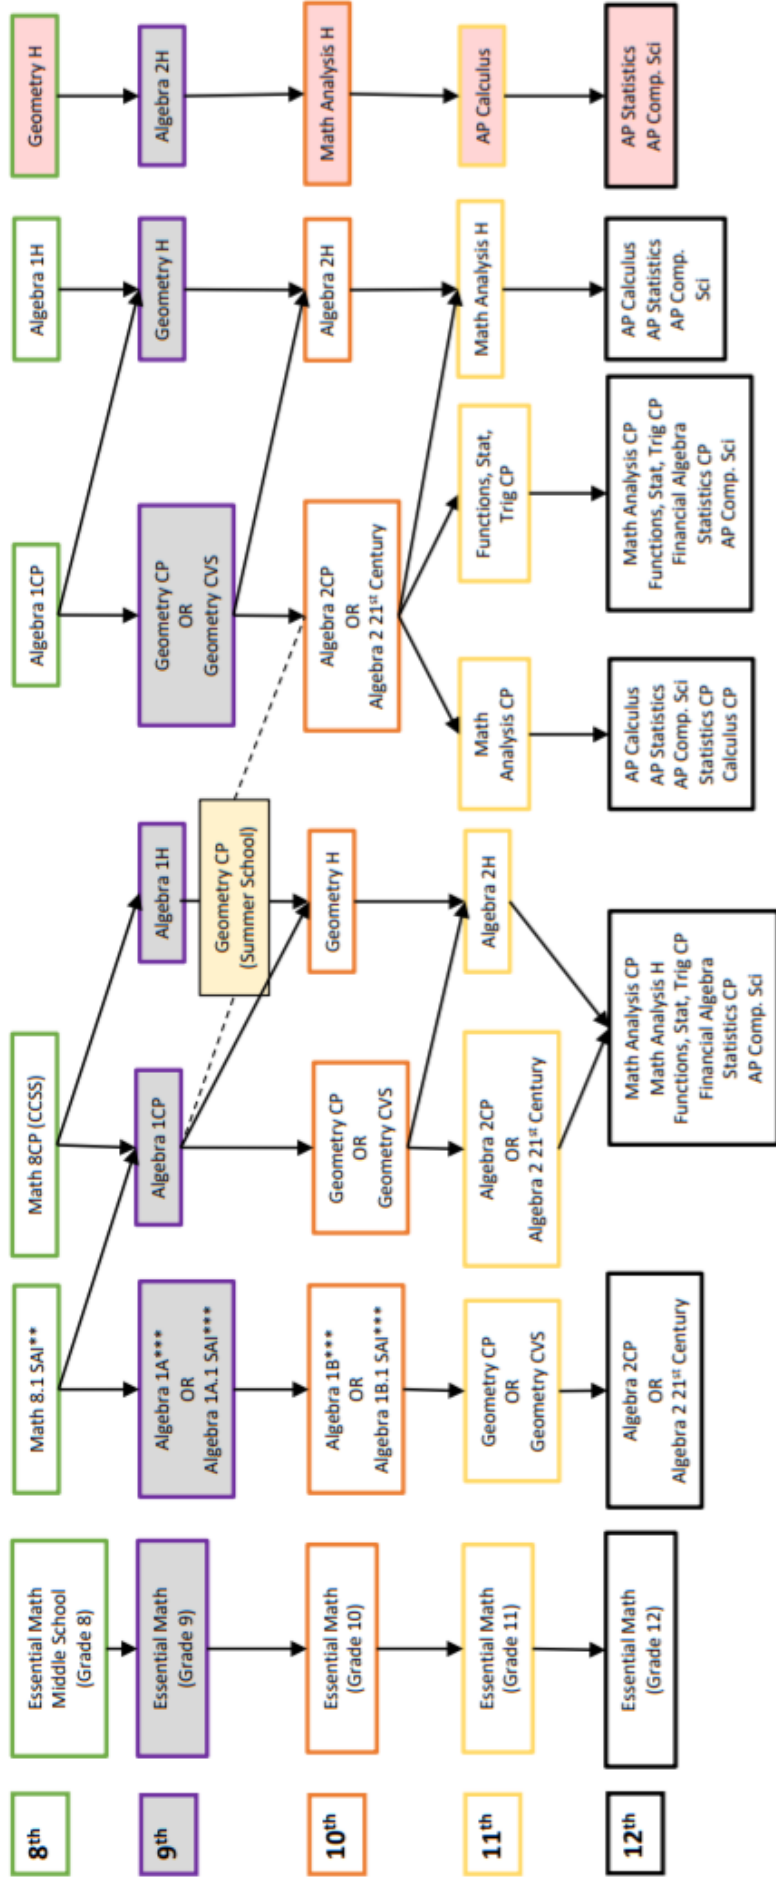 8th
Essential Math
Middle School
(Grade 8)
Math 8.1 SAI**
Math 8CP (CCSS)
Algebra 1CP
Algebra 1H
Geometry H
9th
Essential Math
(Grade 9)
Algebra 1A***
OR
Algebra 1A.1 SAI***
Algebra 1CP
Algebra 1H
Geometry CP
OR
Geometry CVS
Geometry H
Algebra 2H
Geometry CP
(Summer School)
10th
Essential Math
(Grade 10)
Algebra 1B***
OR
Algebra 1B.1 SAI***
Geometry CP
OR
Geometry CVS
Geometry H
Algebra 2CP
OR
Algebra 2 21st Century
Algebra 2H
Math Analysis H
11th
Essential Math
(Grade 11)
Geometry CP
OR
Geometry CVS
Algebra 2CP
OR
Algebra 2 21st Century
Algebra 2H
Math
Analysis CP
Functions, Stat,
Trig CP
Math Analysis H
AP Calculus
12th
Essential Math
(Grade 12)
Algebra 2CP
OR
Algebra 2 21st Century
Math Analysis CP
Math Analysis H
Functions, Stat, Trig CP
Financial Algebra
Statistics CP
AP Comp. Sci
AP Calculus
AP Statistics
AP Comp. Sci
Statistics CP
Calculus CP
Math Analysis CP
Functions, Stat, Trig CP
Financial Algebra
Statistics CP
AP Comp. Sci
AP Calculus
AP Statistics
AP Comp.
Sci
AP Statistics
AP Comp. Sci